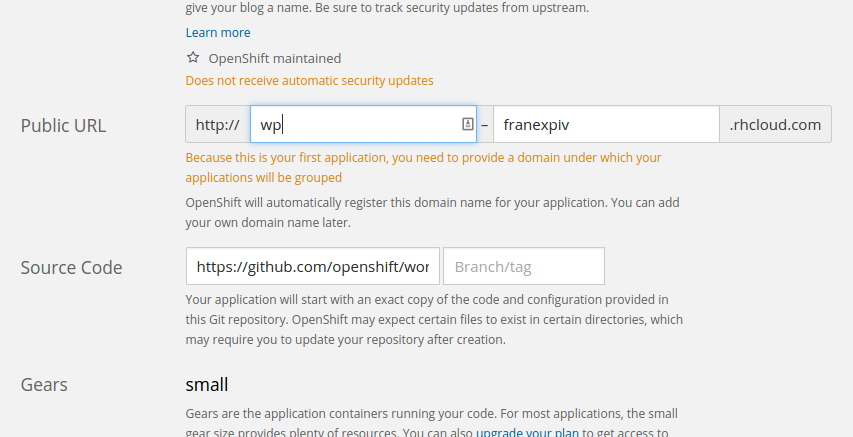 give your blog a name. Be sure to track security updates from upstream.
Learn more
OpenShift maintained
Does not receive automatic security updates
Public URL http:// wp – franexpiv .rhcloud.com
Because this is your first application, you need to provide a domain under which your
applications will be grouped
OpenShift will automatically register this domain name for your application. You can add
your own domain name later.
Source Code https://github.com/openshift/wor Branch/tag
Your application will start with an exact copy of the code and configuration provided in
this Git repository. OpenShift may expect certain files to exist in certain directories, which
may require you to update your repository after creation.
Gears small
Gears are the application containers running your code. For most applications, the small
gear size provides plenty of resources. You can also upgrade your plan to get access to